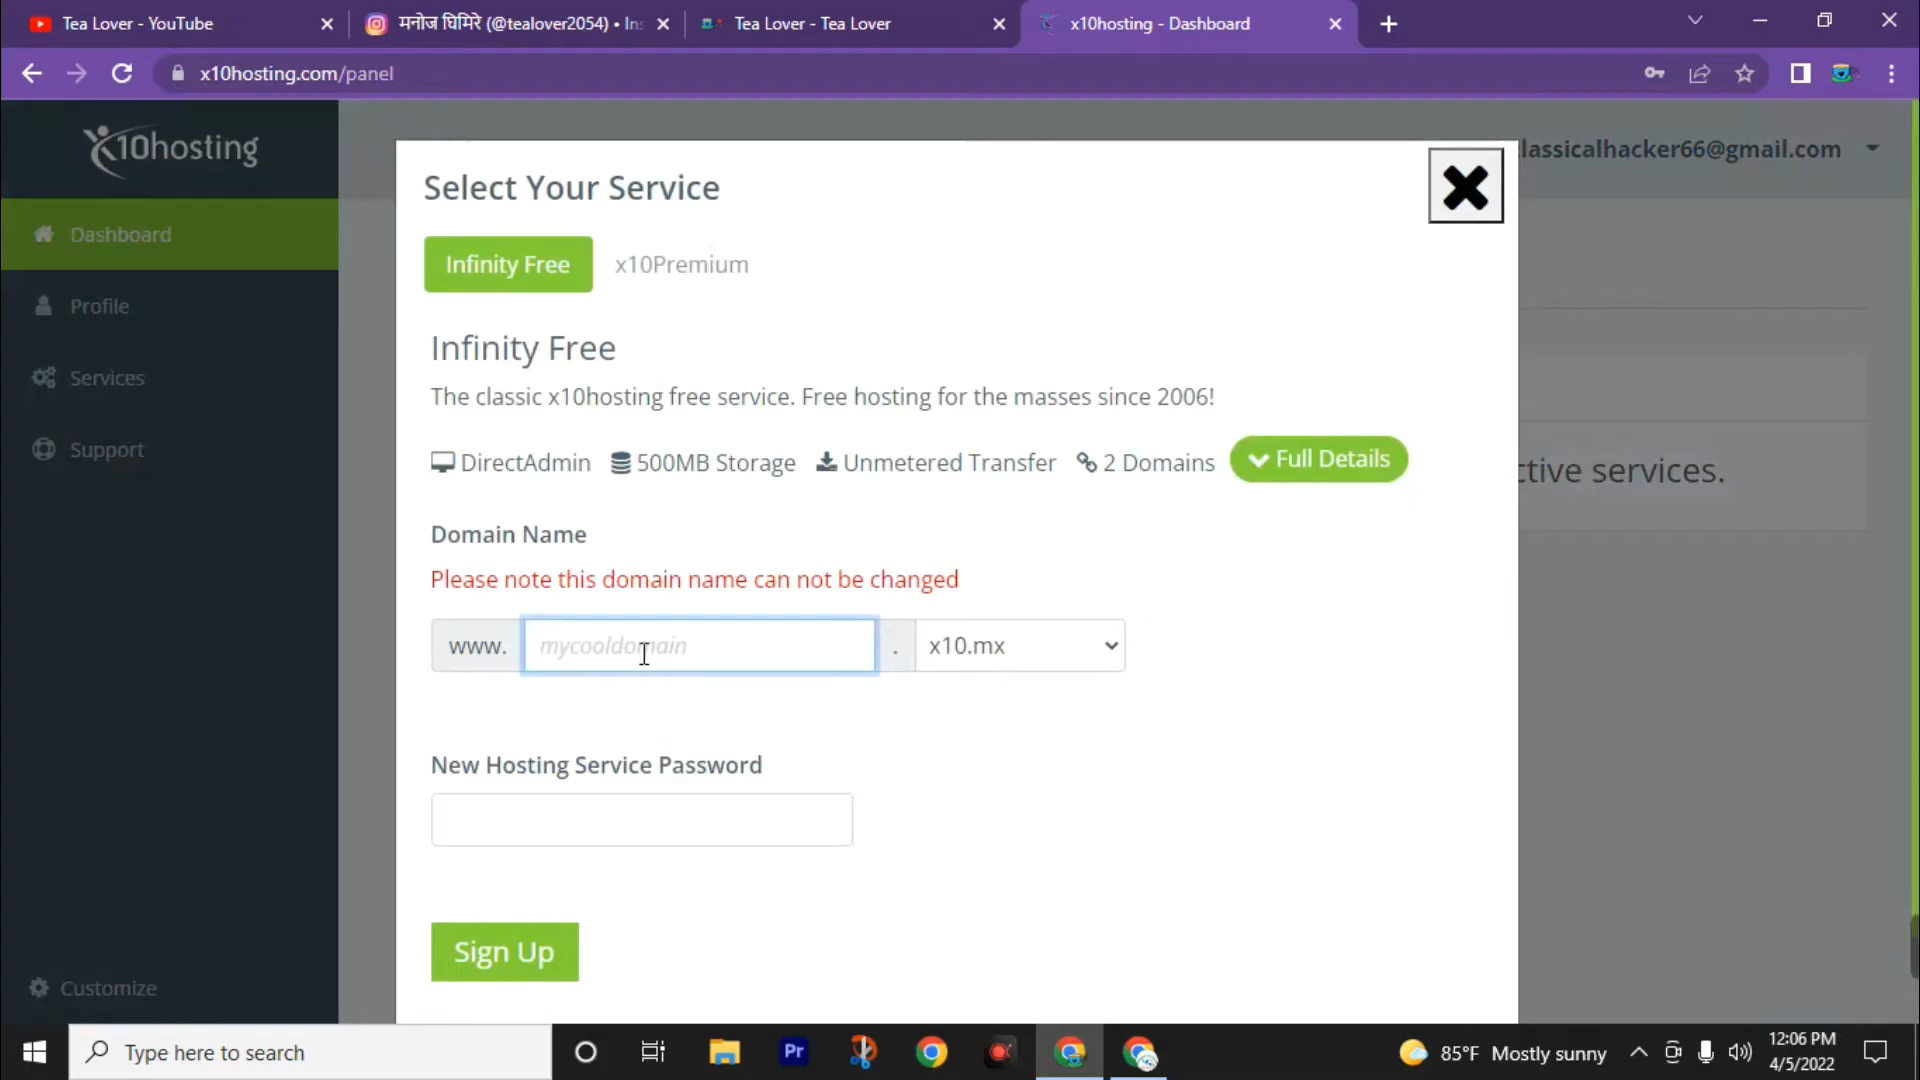 Tea Lover - YouTube
मनोज घिमिरे (@tealover2054) • Ins
Tea Lover - Tea Lover
x10hosting - Dashboard
x10hosting.com/panel
x10hosting
lassicalhacker66@gmail.com
Select Your Service
Dashboard
Infinity Free
x10Premium
Profile
Infinity Free
Services
The classic x10hosting free service. Free hosting for the masses since 2006!
Support
DirectAdmin
500MB Storage
Unmetered Transfer
2 Domains
Full Details
ctive services.
Domain Name
Please note this domain name can not be changed
www.
mycooldomain
.
x10.mx
New Hosting Service Password
Sign Up
Customize
Type here to search
Pr
85°F Mostly sunny
12:06 PM
4/5/2022